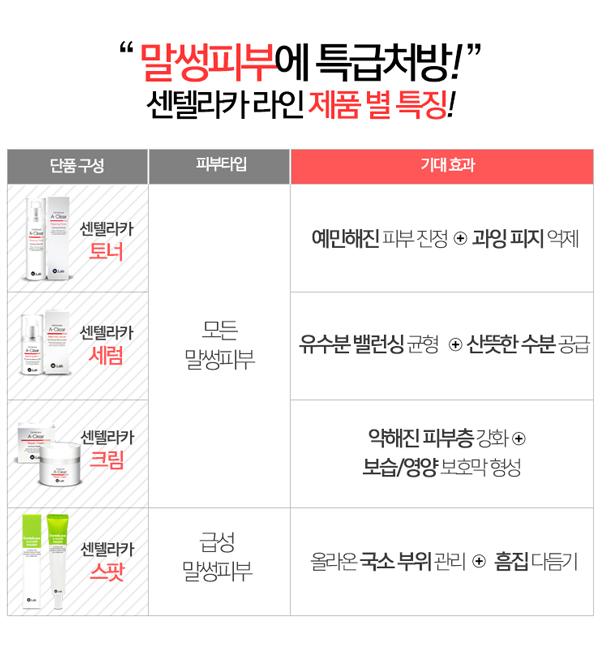 “ 말썽피부에 특급처방! ”
센텔라카 라인 제품 별 특징!
단품 구성 피부타입 기대 효과
A-Clear
센텔라카
토너
예민해진 피부 진정 + 과잉 피지 억제
A-Clear
센텔라카
세럼
모든
말썽피부
유수분 밸런싱 균형 + 산뜻한 수분 공급
A-Clear
센텔라카
크림
약해진 피부층 강화 +
보습/영양 보호막 형성
센텔라카
스팟
급성
말썽피부
올라온 국소 부위 관리 + 흠집 다듬기